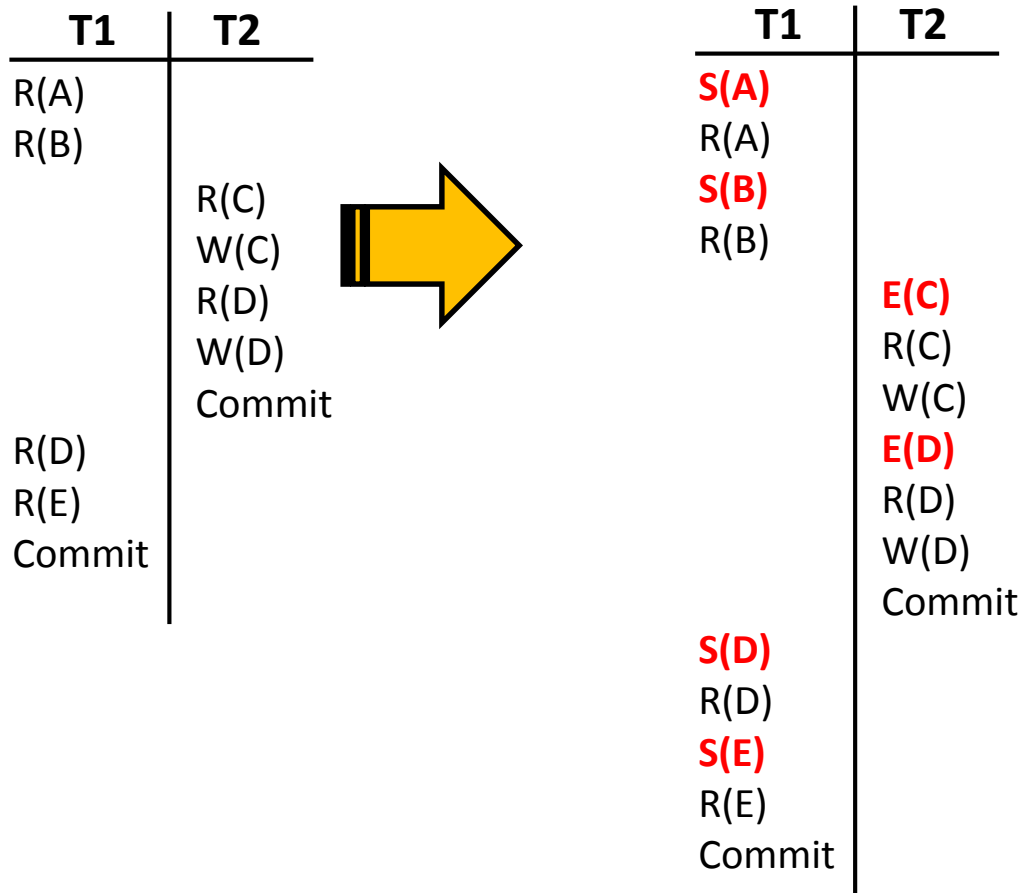 T1 T2
R(A)
R(B)
R(C)
W(C)
R(D)
W(D)
Commit
R(D)
R(E)
Commit
T1 T2
S(A)
R(A)
S(B)
R(B)
E(C)
R(C)
W(C)
E(D)
R(D)
W(D)
Commit
S(D)
R(D)
S(E)
R(E)
Commit